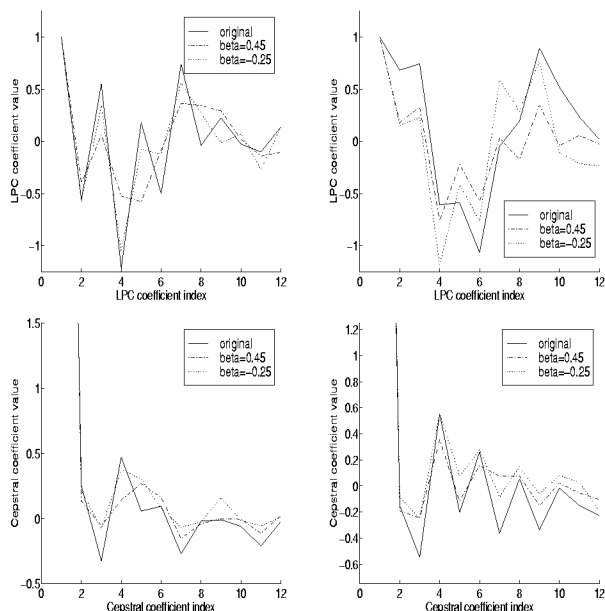 original
beta=0.45
beta=−0.25
LPC coefficient value
1
0.5
0
−0.5
−1
0 2 4 6 8 10 12
LPC coefficient index
original
beta=0.45
beta=−0.25
LPC coefficient value
1
0.5
0
−0.5
−1
0 2 4 6 8 10 12
LPC coefficient index
original
beta=0.45
beta=−0.25
Cepstral coefficient value
1.5
1
0.5
0
−0.5
0 2 4 6 8 10 12
Cepstral coefficient index
original
beta=0.45
beta=−0.25
Cepstral coefficient value
1.2
1
0.8
0.6
0.4
0.2
0
−0.2
−0.4
−0.6
0 2 4 6 8 10 12
Cepstral coefficient index